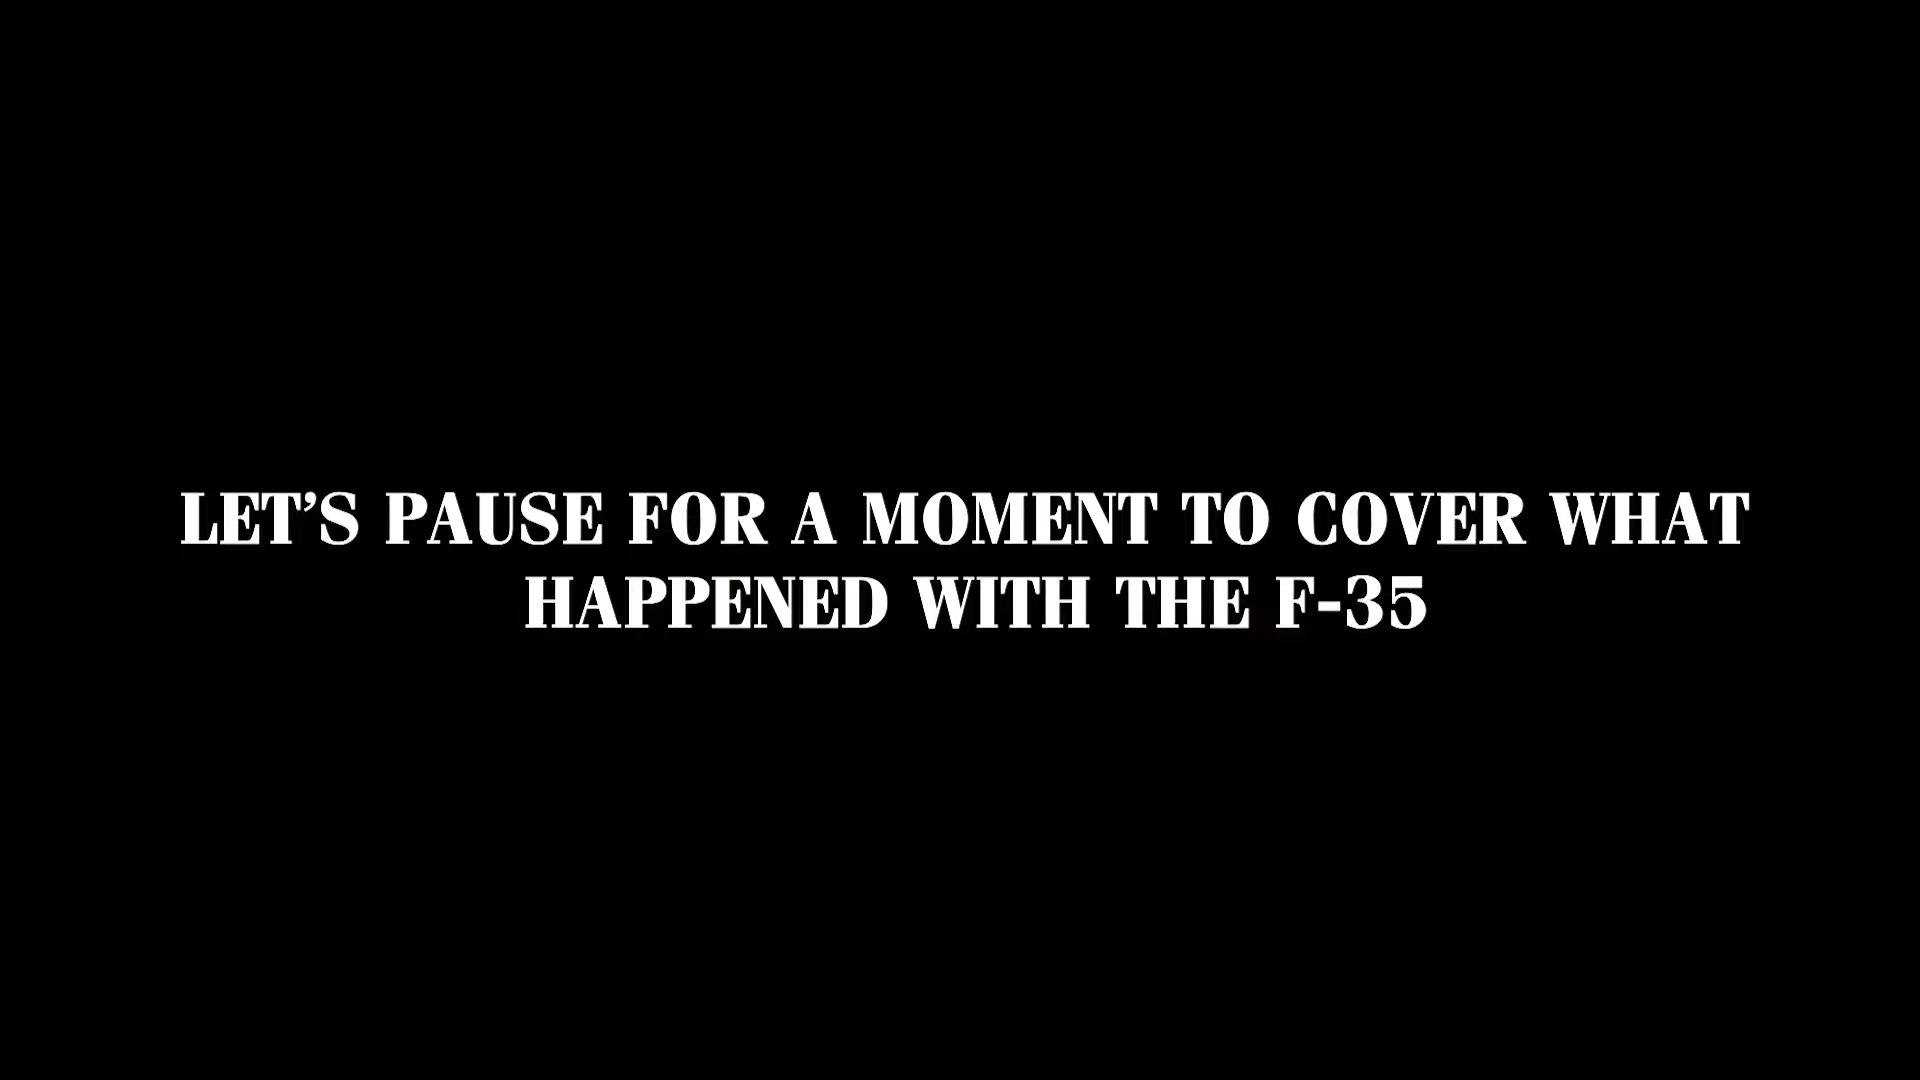 LET’S PAUSE FOR A MOMENT TO COVER WHAT
HAPPENED WITH THE F-35